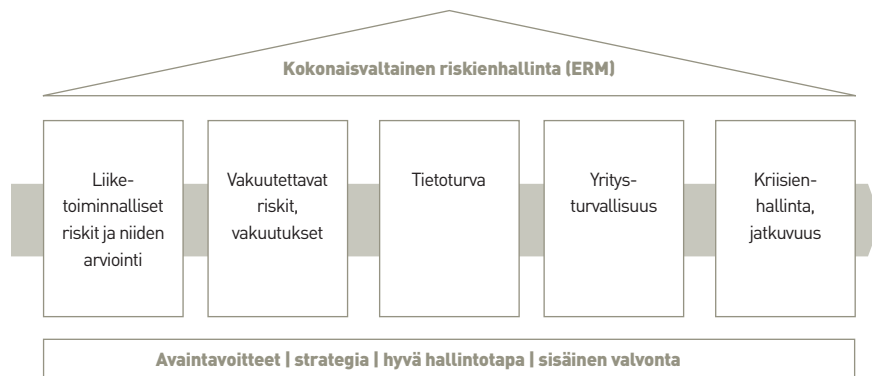 Kokonaisvaltainen riskienhallinta (ERM)
Liike-
toiminnalliset
riskit ja niiden
arviointi
Vakuutettavat
riskit,
vakuutukset
Tietoturva
Yritys-
turvallisuus
Kriisien-
hallinta,
jatkuvuus
Avaintavoitteet | strategia | hyvä hallintotapa | sisäinen valvonta